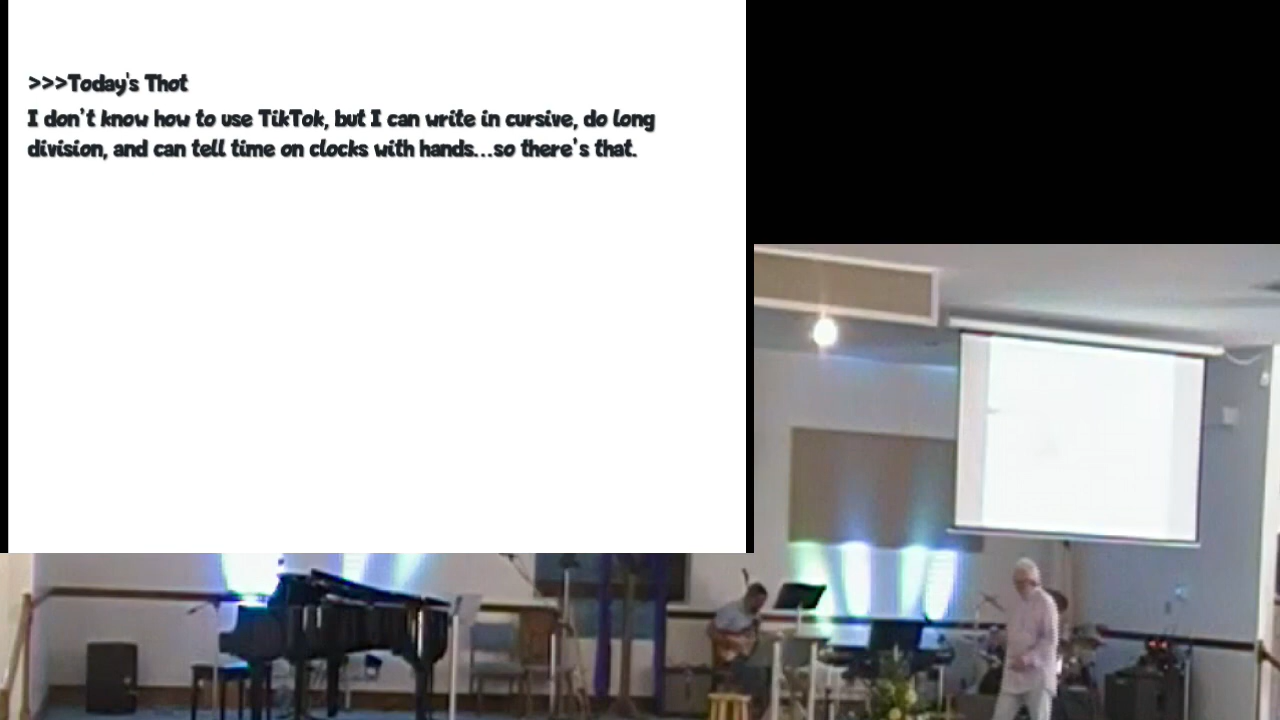 >>>Today's Thot
I don't know how to use TikTok, but I can write in cursive, do long
division, and can tell time on clocks with hands...so there's that.